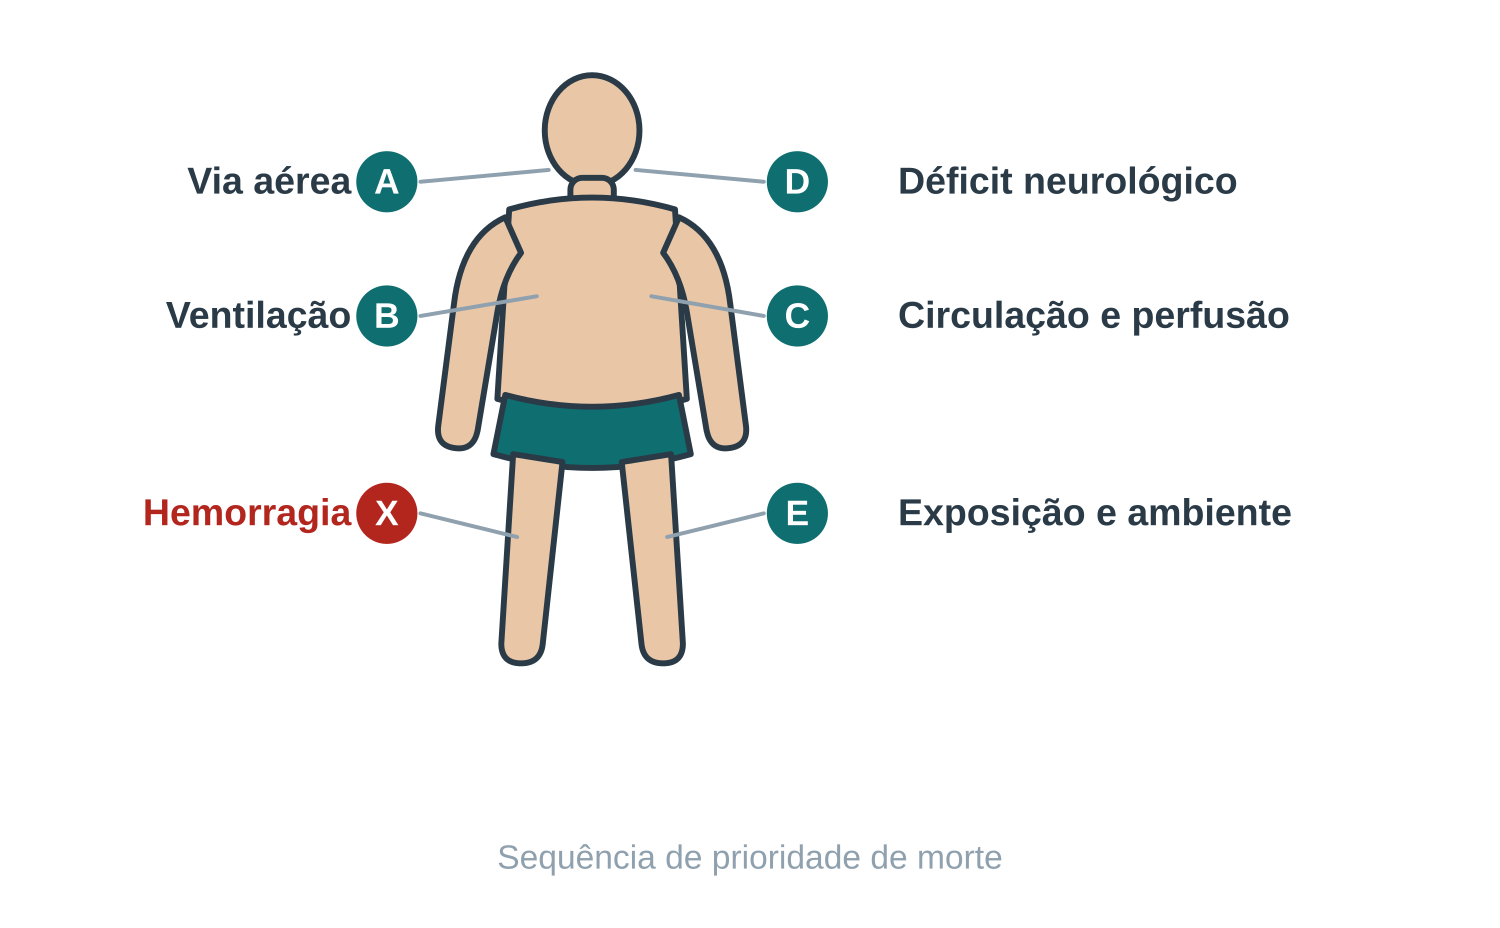 Via aérea A
D Déficit neurológico
Ventilação B
C Circulação e perfusão
Hemorragia X
E Exposição e ambiente
Sequência de prioridade de morte